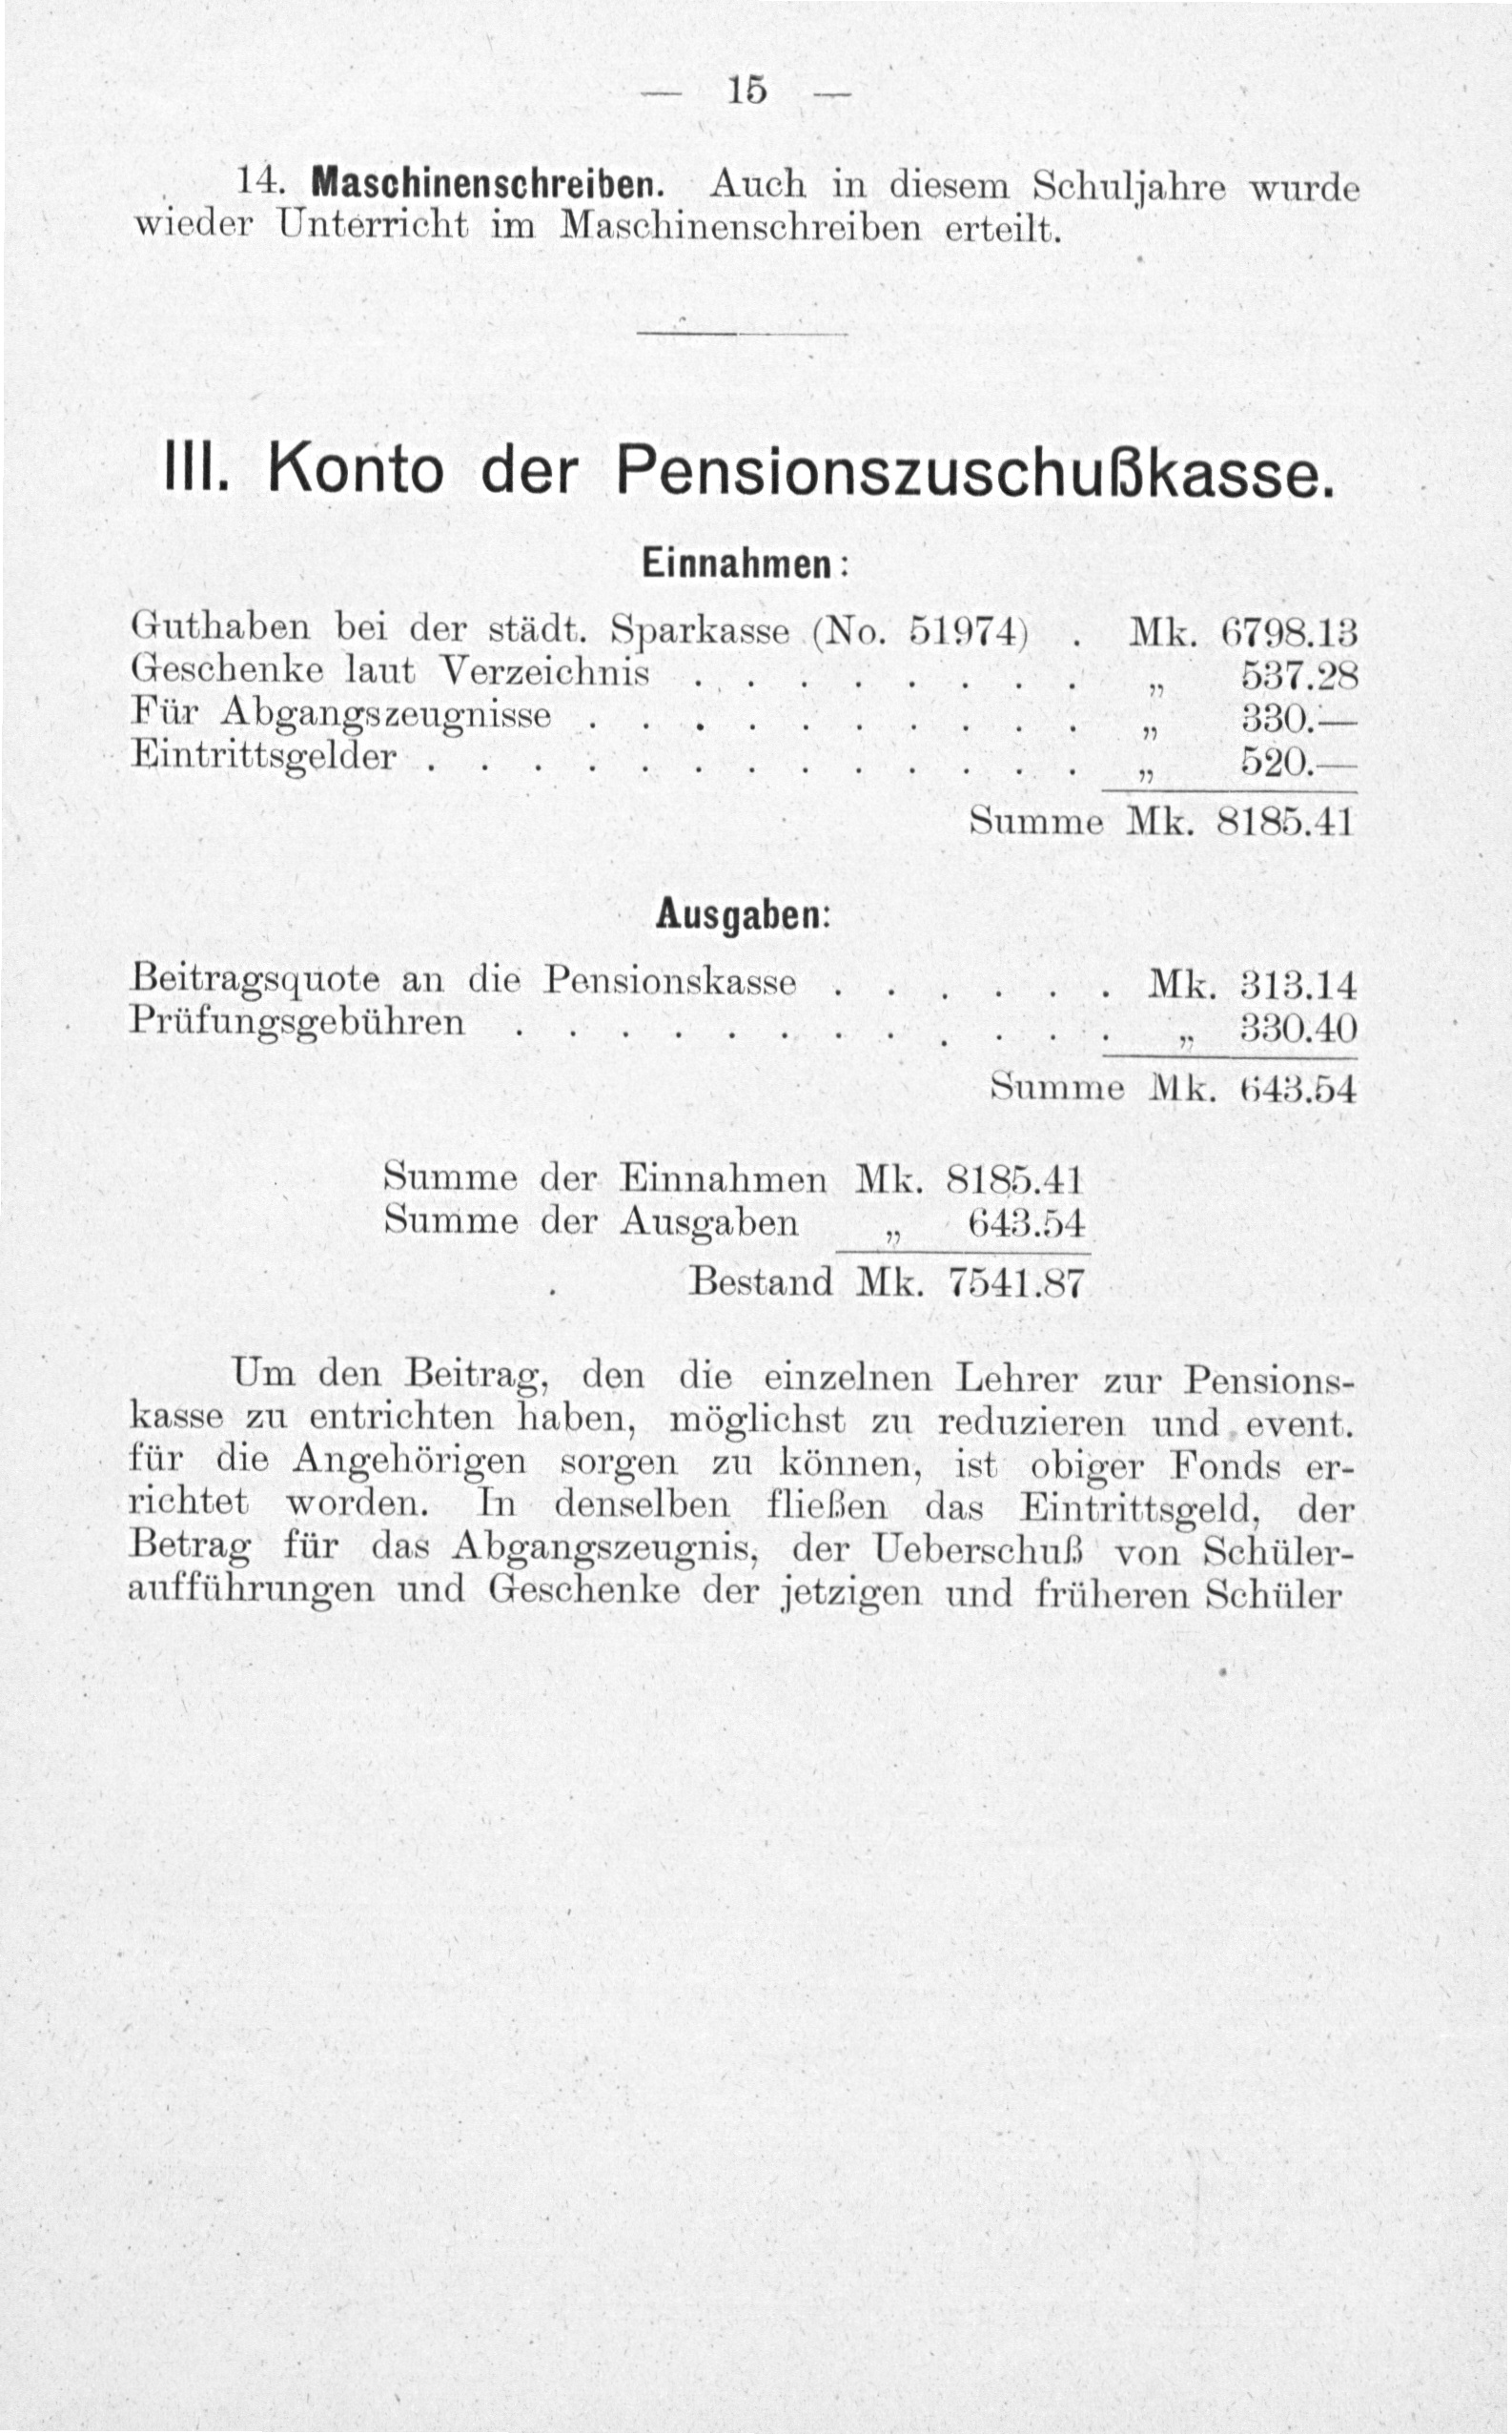 — 15 —
14. Maschinenschreiben. Auch in diesem Schuljahre wurde
wieder Unterricht im Maschinenschreiben erteilt.
III. Konto der Pensionszuschußkasse.
Einnahmen:
Guthaben bei der städt. Sparkasse (No. 51974) . Mk. 6798.13
Geschenke laut Verzeichnis . . . . . . . . „ 537.28
Für Abgangszeugnisse . . . . . . . . . . „ 330.—
Eintrittsgelder . . . . . . . . . . . . . „ 520.—
Summe Mk. 8185.41
Ausgaben:
Beitragsquote an die Pensionskasse . . . . . . Mk. 313.14
Prüfungsgebühren . . . . . . . . . . . . „ 330.40
Summe Mk. 643.54
Summe der Einnahmen Mk. 8185.41
Summe der Ausgaben „ 643.54
Bestand Mk. 7541.87
Um den Beitrag, den die einzelnen Lehrer zur Pensions-
kasse zu entrichten haben, möglichst zu reduzieren und event.
für die Angehörigen sorgen zu können, ist obiger Fonds er-
richtet worden. In denselben fließen das Eintrittsgeld, der
Betrag für das Abgangszeugnis, der Ueberschuß von Schüler-
aufführungen und Geschenke der jetzigen und früheren Schüler